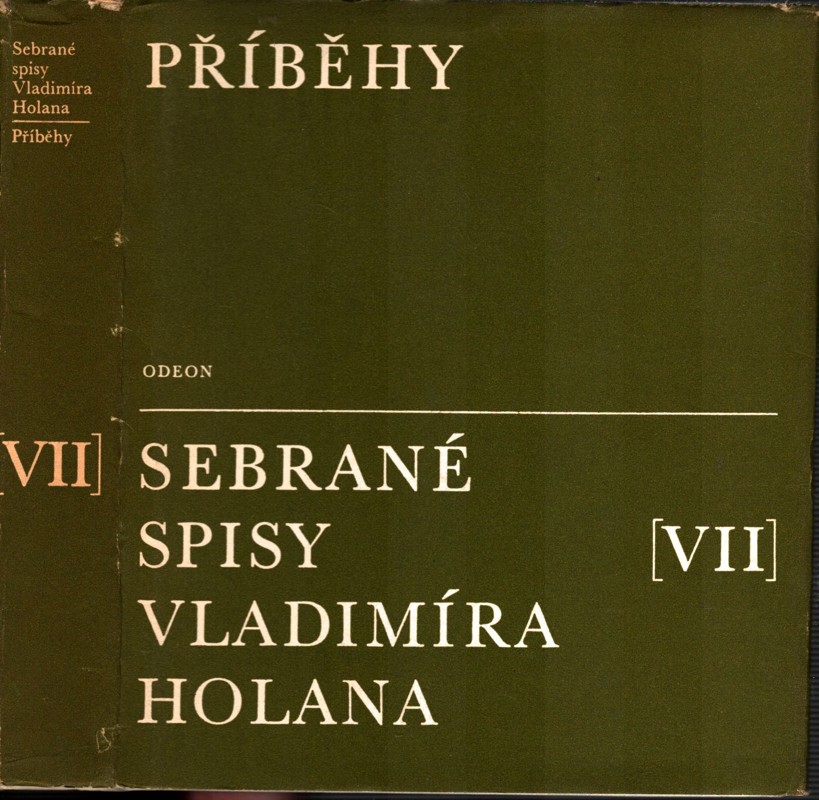 Sebrané
spisy
Vladimíra
Holana
Příběhy
[VII]
PŘÍBĚHY
ODEON
SEBRANÉ
SPISY [VII]
VLADIMÍRA
HOLANA